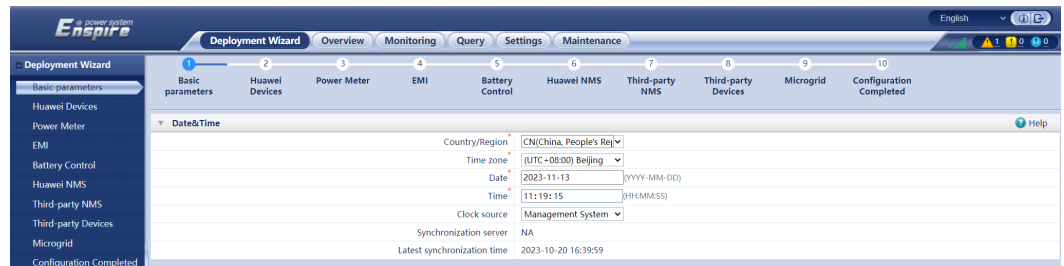 Enspire e power system
English
Deployment Wizard Overview Monitoring Query Settings Maintenance
1 0 0
Deployment Wizard
Basic parameters
Huawei Devices
Power Meter
EMI
Battery Control
Huawei NMS
Third-party NMS
Third-party Devices
Microgrid
Configuration Completed
1 2 3 4 5 6 7 8 9 10
Basic parameters
Huawei Devices
Power Meter
EMI
Battery Control
Huawei NMS
Third-party NMS
Third-party Devices
Microgrid
Configuration Completed
Date&Time
Help
Country/Region * CN(China, People's Rep
Time zone * (UTC+08:00) Beijing
Date * 2023-11-13 (YYYY-MM-DD)
Time * 11:19:15 (HH:MM:SS)
Clock source Management System
Synchronization server NA
Latest synchronization time 2023-10-20 16:39:59